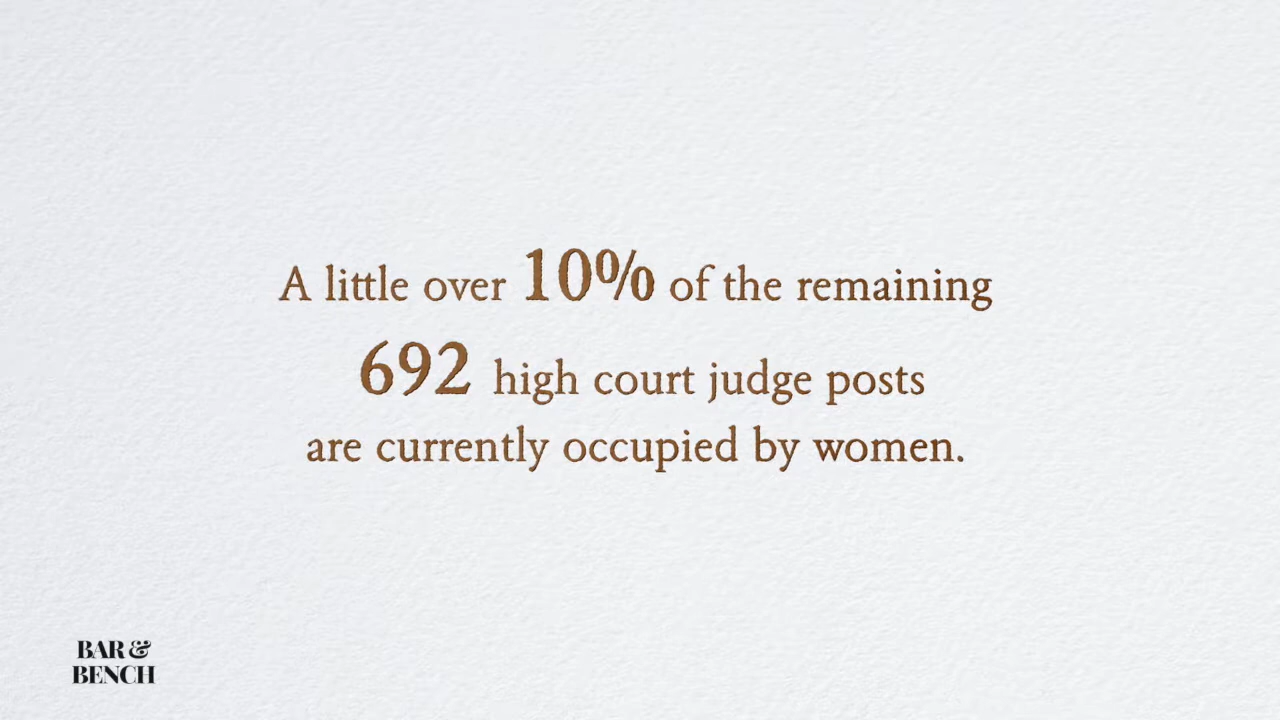 A little over 10% of the remaining
692 high court judge posts
are currently occupied by women.
BAR &
BENCH